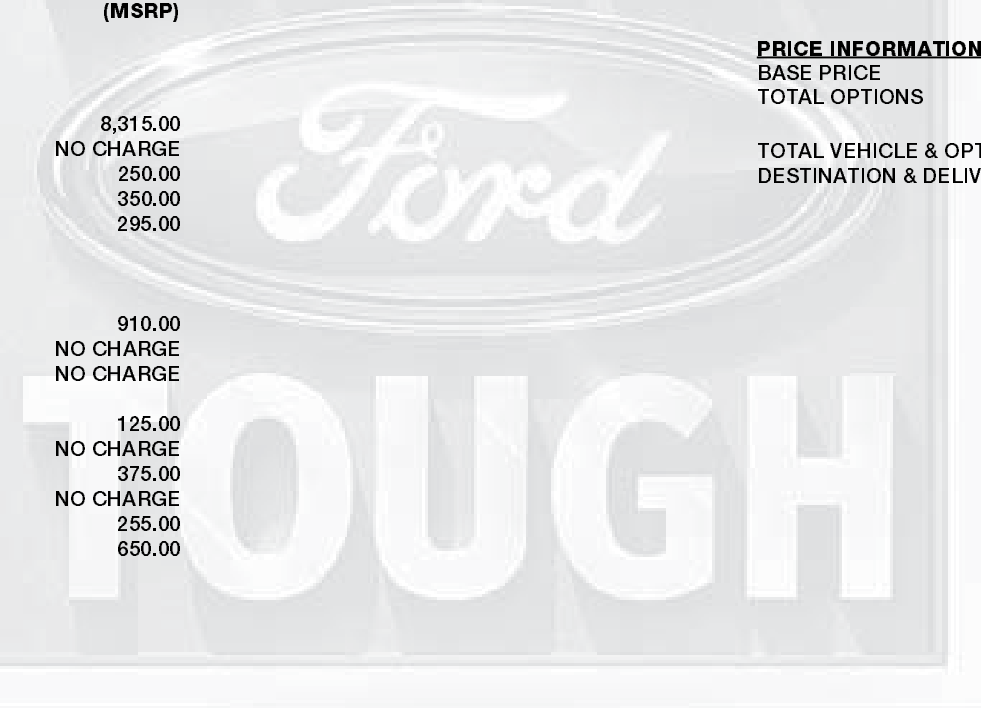 (MSRP)
8,315.00
NO CHARGE
250.00
350.00
295.00
910.00
NO CHARGE
NO CHARGE
125.00
NO CHARGE
375.00
NO CHARGE
255.00
650.00
PRICE INFORMATION
BASE PRICE
TOTAL OPTIONS
TOTAL VEHICLE & OPT
DESTINATION & DELIV
Ford
TOUGH